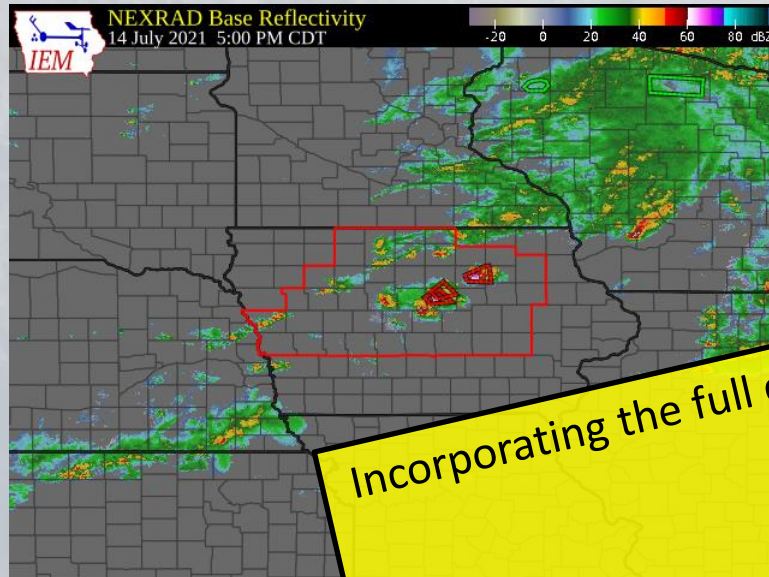 NEXRAD Base Reflectivity
14 July 2021 5:00 PM CDT
IEM
-20 0 20 40 60 80 dBZ
Incorporating the full